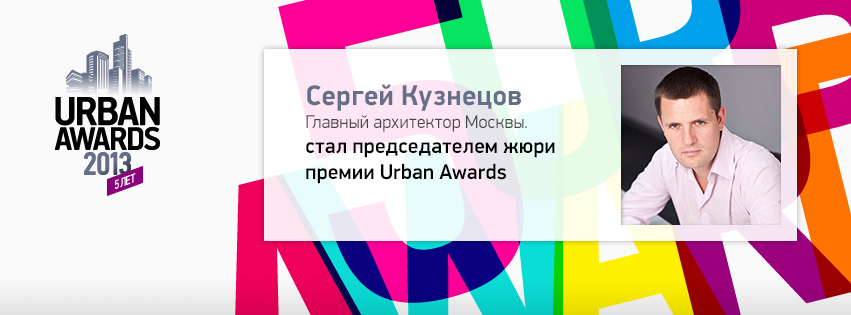 URBAN
AWARDS
2013
5 ЛЕТ
Сергей Кузнецов
Главный архитектор Москвы.
стал председателем жюри
премии Urban Awards